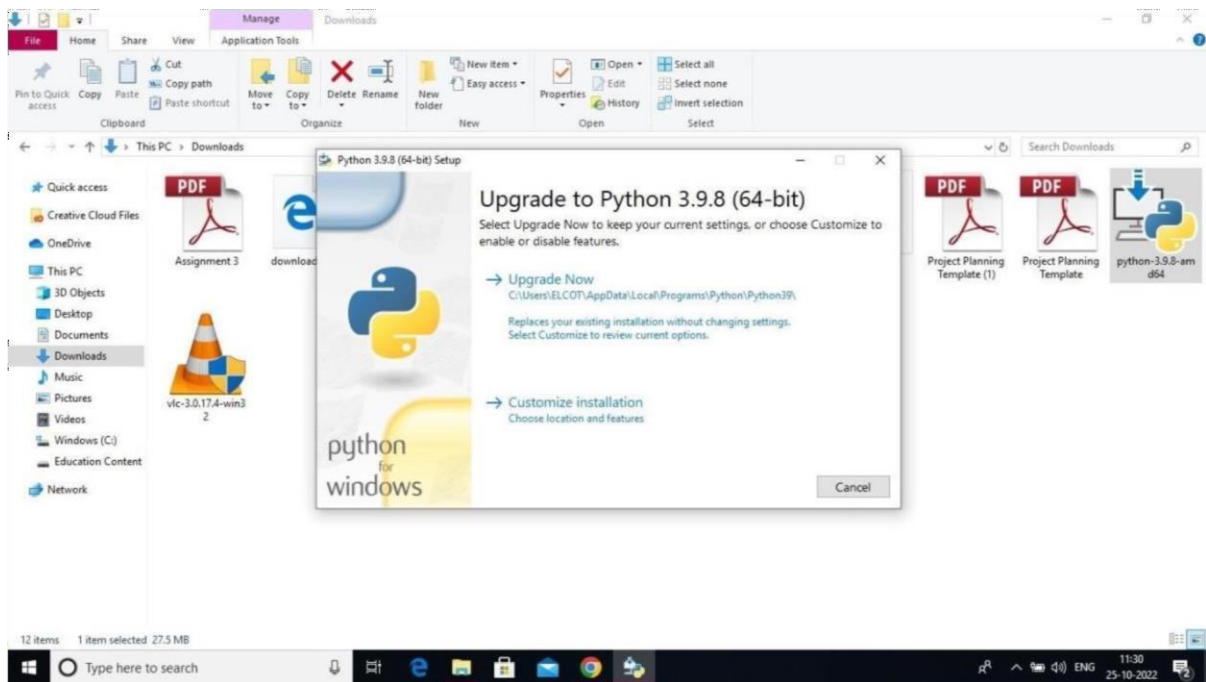 Manage
Downloads
File
Home
Share
View
Application Tools
Pin to Quick access
Copy
Paste
Cut
Copy path
Paste shortcut
Clipboard
Move to
Copy to
Delete
Rename
Organize
New folder
New item
Easy access
New
Properties
Open
Edit
History
Open
Select all
Select none
Invert selection
Select
This PC › Downloads
Search Downloads
Quick access
Creative Cloud Files
OneDrive
This PC
3D Objects
Desktop
Documents
Downloads
Music
Pictures
Videos
Windows (C:)
Education Content
Network
PDF
Assignment 3
download
vlc-3.0.17.4-win3
2
Python 3.9.8 (64-bit) Setup
Upgrade to Python 3.9.8 (64-bit)
Select Upgrade Now to keep your current settings, or choose Customize to
enable or disable features.
Upgrade Now
C:\Users\ELCOT\AppData\Local\Programs\Python\Python39\
Replaces your existing installation without changing settings.
Select Customize to review current options.
Customize installation
Choose location and features
python
for
windows
Cancel
PDF
Project Planning
Template (1)
PDF
Project Planning
Template
python-3.9.8-am
d64
12 items
1 item selected 27.5 MB
Type here to search
ENG
11:30
25-10-2022
2